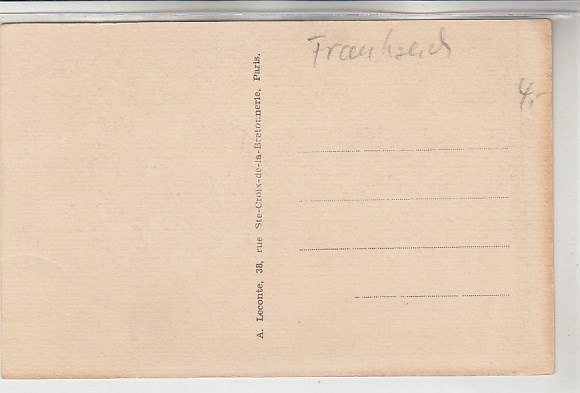 Frankreich
4,-
A. Leconte, 38, rue Ste-Croix-de-la-Bretonnerie, Paris.